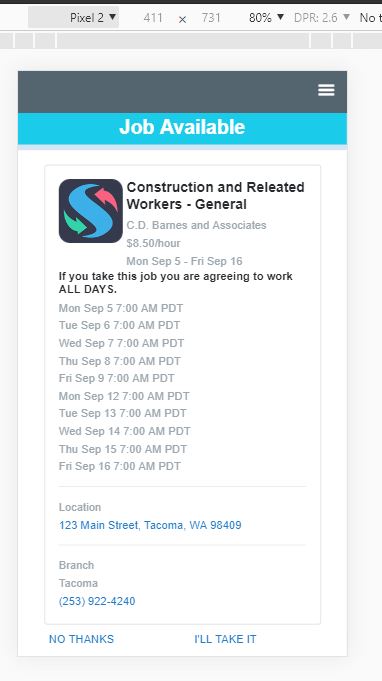 Pixel 2 ▼ 411 x 731 80% ▼ DPR: 2.6 ▼ No t
Job Available
Construction and Releated
Workers - General
C.D. Barnes and Associates
$8.50/hour
Mon Sep 5 - Fri Sep 16
If you take this job you are agreeing to work
ALL DAYS.
Mon Sep 5 7:00 AM PDT
Tue Sep 6 7:00 AM PDT
Wed Sep 7 7:00 AM PDT
Thu Sep 8 7:00 AM PDT
Fri Sep 9 7:00 AM PDT
Mon Sep 12 7:00 AM PDT
Tue Sep 13 7:00 AM PDT
Wed Sep 14 7:00 AM PDT
Thu Sep 15 7:00 AM PDT
Fri Sep 16 7:00 AM PDT
Location
123 Main Street, Tacoma, WA 98409
Branch
Tacoma
(253) 922-4240
NO THANKS I'LL TAKE IT